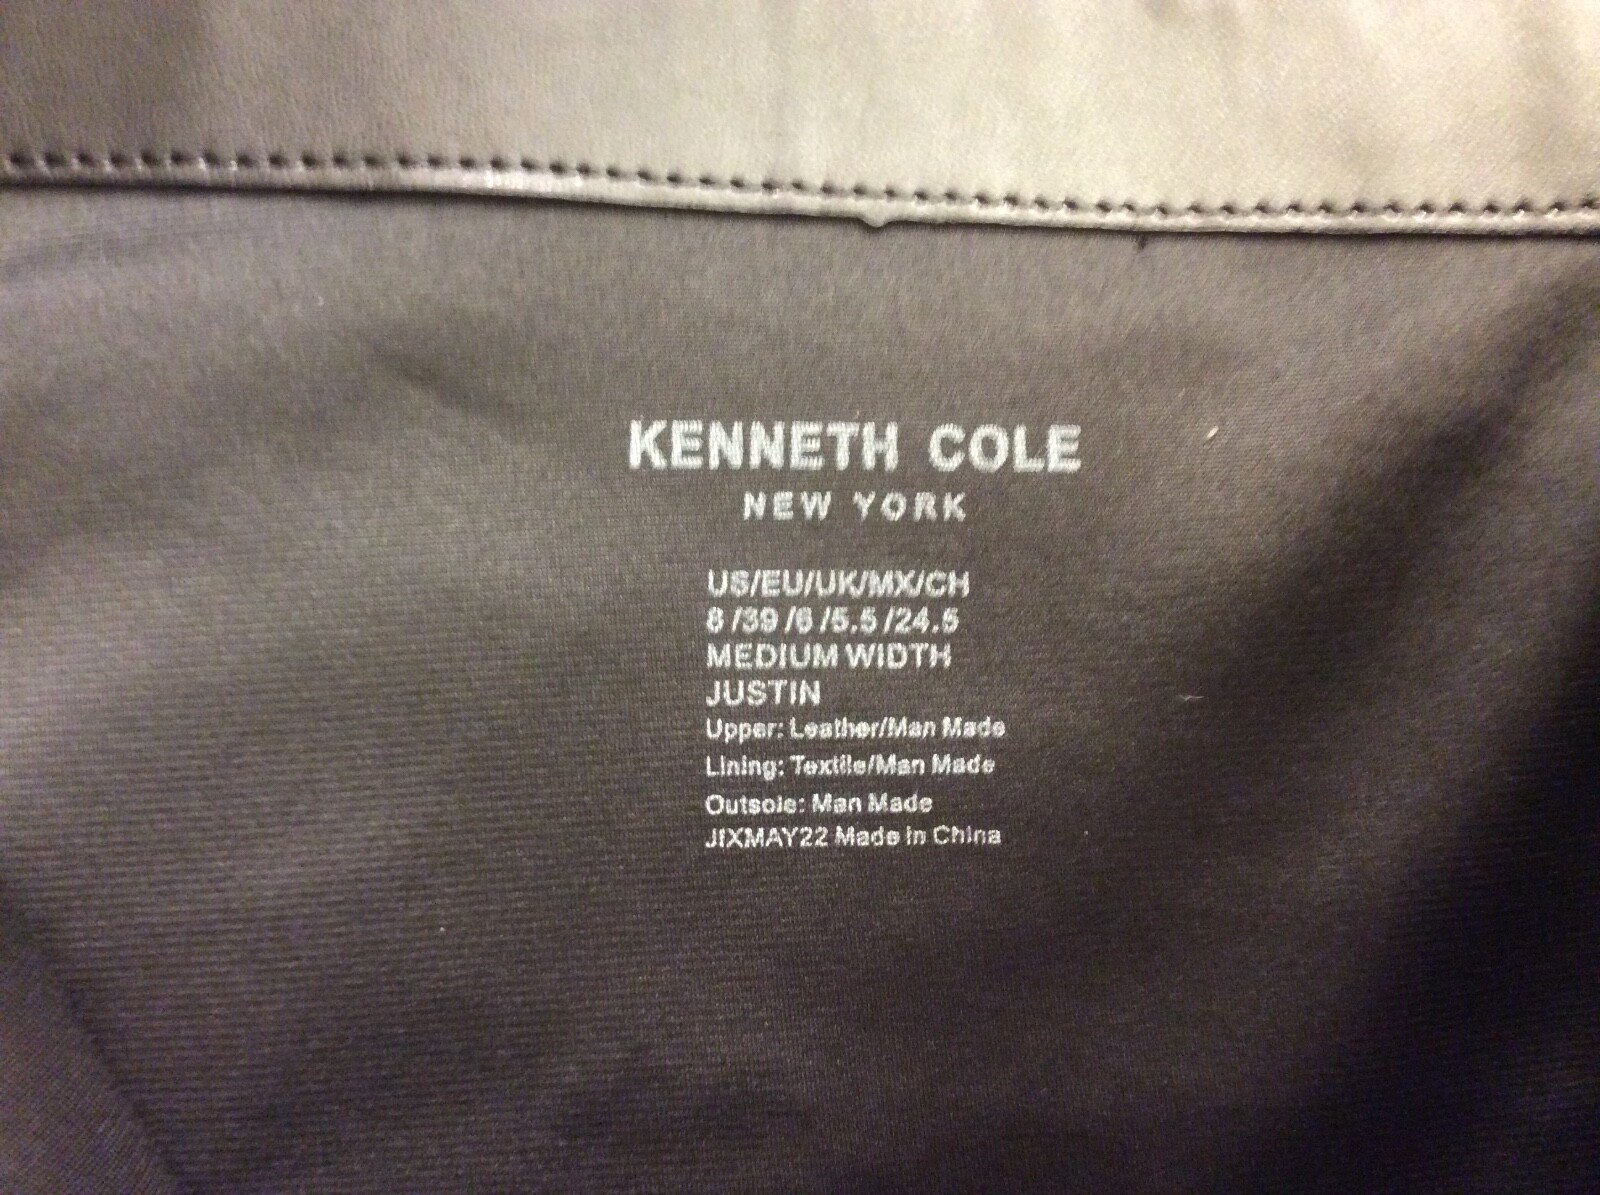 KENNETH COLE
NEW YORK
US/EU/UK/MX/CH
8/39/6/5.5/24.5
MEDIUM WIDTH
JUSTIN
Upper: Leather/Man Made
Lining: Textile/Man Made
Outsole: Man Made
JIXMAY22 Made in China